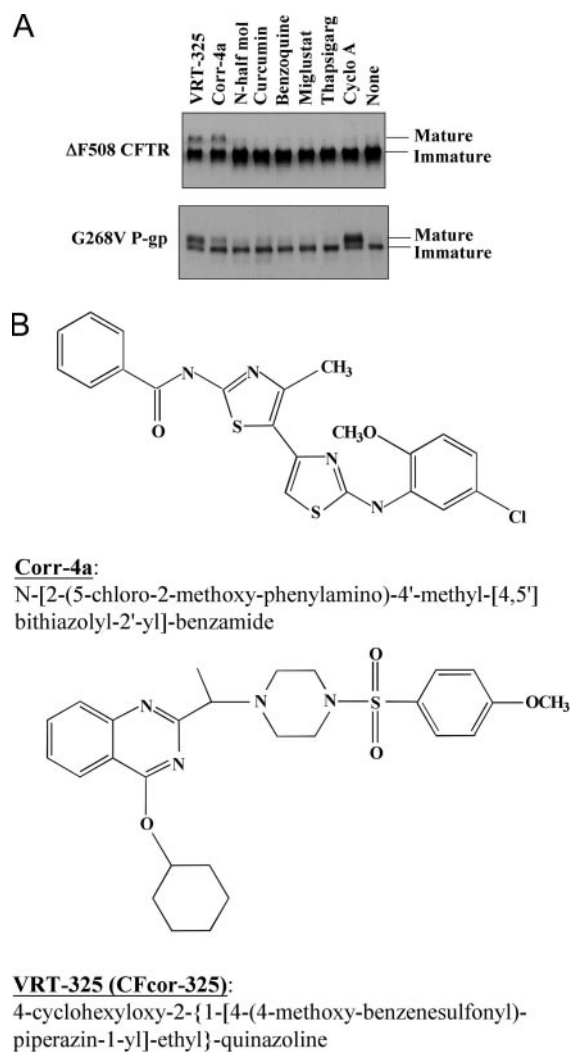 A
VRT-325
Corr-4a
N-half mol
Curcumin
Benzoquine
Miglustat
Thapsigarg
Cyclo A
None
ΔF508 CFTR
Mature
Immature
G268V P-gp
Mature
Immature
B
N
N
CH₃
O
S
N
CH₃O
S
N
Cl
Corr-4a:
N-[2-(5-chloro-2-methoxy-phenylamino)-4'-methyl-[4,5']
bithiazolyl-2'-yl]-benzamide
N
N
N
N
O
S
O
OCH₃
O
VRT-325 (CFcor-325):
4-cyclohexyloxy-2-{1-[4-(4-methoxy-benzenesulfonyl)-
piperazin-1-yl]-ethyl}-quinazoline